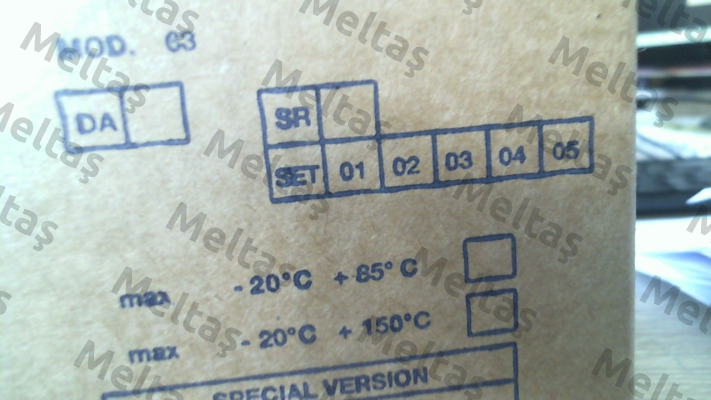 MOD. 63
DA
SR
SET 01 02 03 04 05
max -20°C +85°C
max -20°C +150°C
SPECIAL VERSION
Meltaş